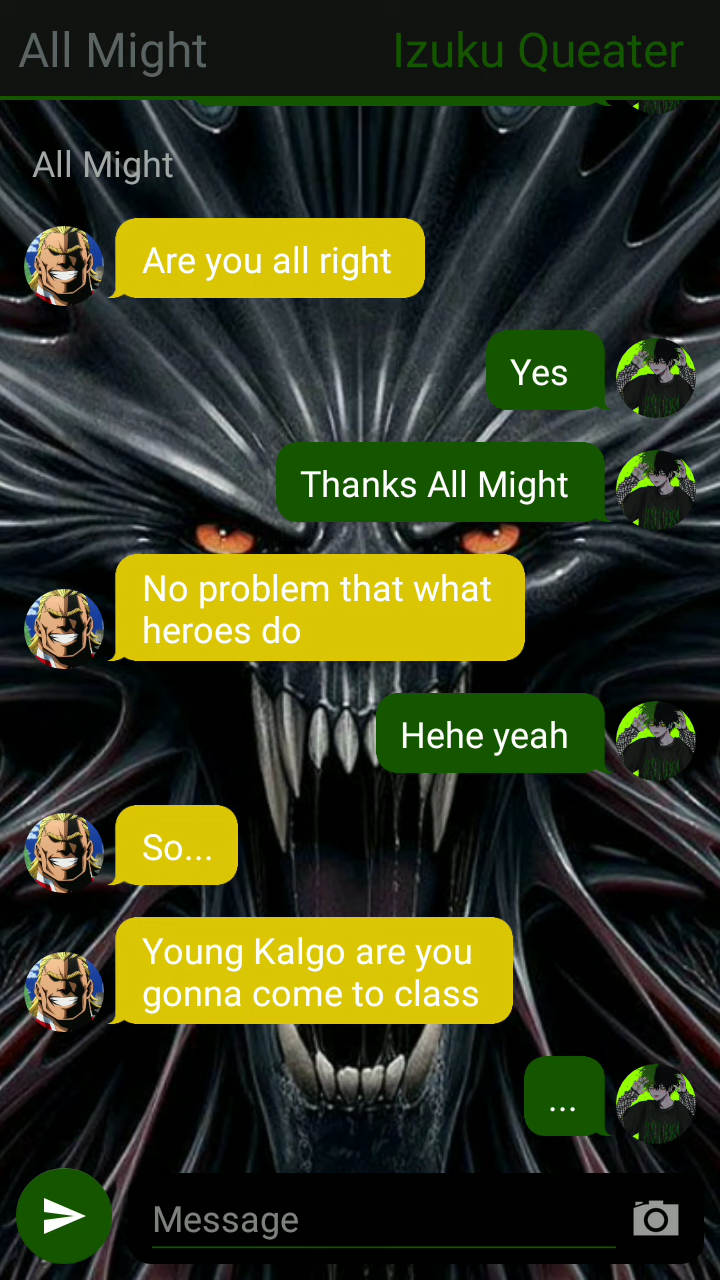 All Might
Izuku Queater
All Might
Are you all right
Yes
Thanks All Might
No problem that what
heroes do
Hehe yeah
So...
Young Kalgo are you
gonna come to class
...
Message